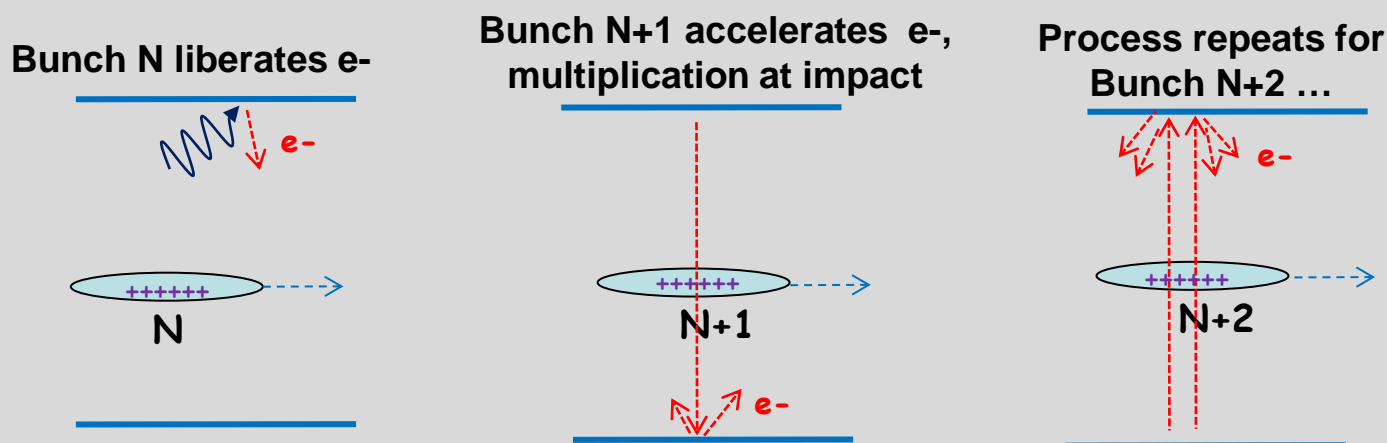 Bunch N liberates e-
e-
++++++
N
Bunch N+1 accelerates e-,
multiplication at impact
++++++
N+1
e-
Process repeats for
Bunch N+2 …
e-
++++++
N+2